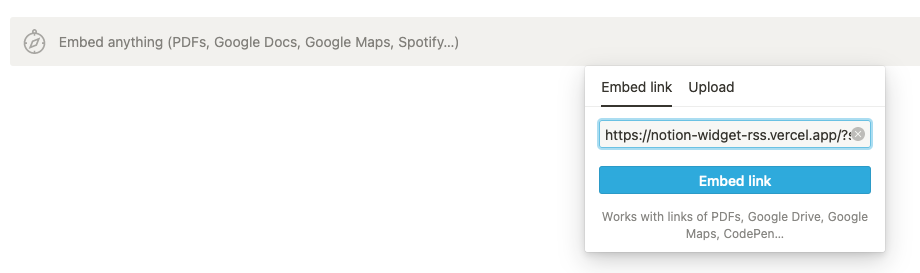 Embed anything (PDFs, Google Docs, Google Maps, Spotify...)
Embed link Upload
https://notion-widget-rss.vercel.app/?
Embed link
Works with links of PDFs, Google Drive, Google
Maps, CodePen...